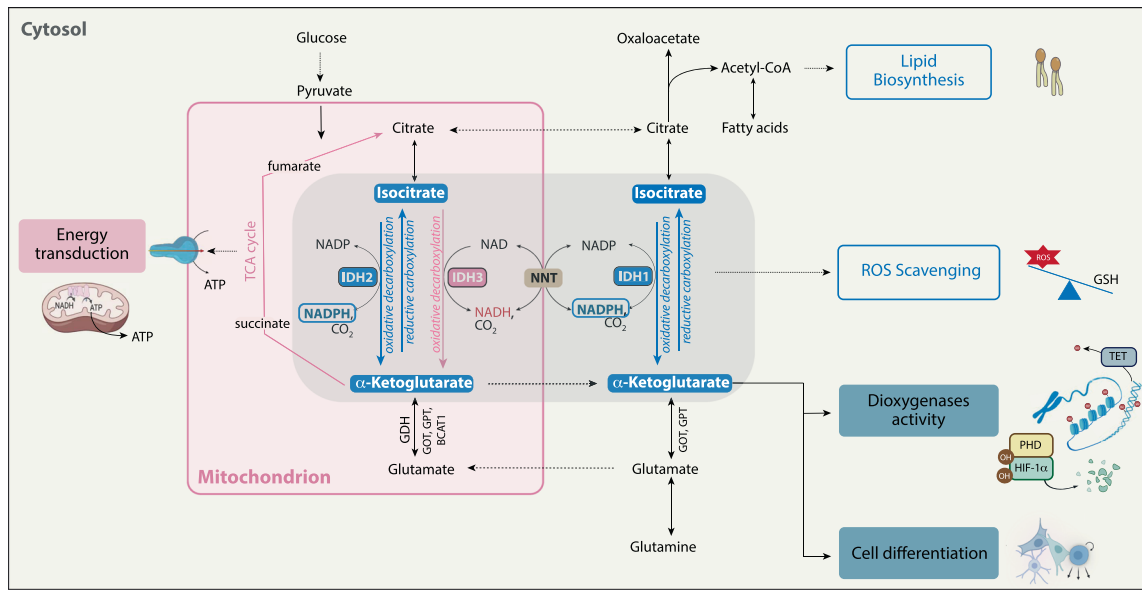 Cytosol
Glucose
Pyruvate
Citrate
fumarate
Isocitrate
TCA cycle
succinate
NADP
IDH2
NADPH,
CO2
oxidative decarboxylation
reductive carboxylation
oxidative decarboxylation
NAD
IDH3
NADH,
CO2
NNT
α-Ketoglutarate
GDH
GOT, GPT,
BCAT1
Glutamate
Mitochondrion
Energy
transduction
ATP
NADH
ATP
ATP
Oxaloacetate
Acetyl-CoA
Citrate
Fatty acids
Isocitrate
NADP
IDH1
NADPH,
CO2
oxidative decarboxylation
reductive carboxylation
α-Ketoglutarate
GOT, GPT
Glutamate
Glutamine
Lipid
Biosynthesis
ROS Scavenging
ROS
GSH
Dioxygenases
activity
TET
PHD
OH
HIF-1α
OH
Cell differentiation